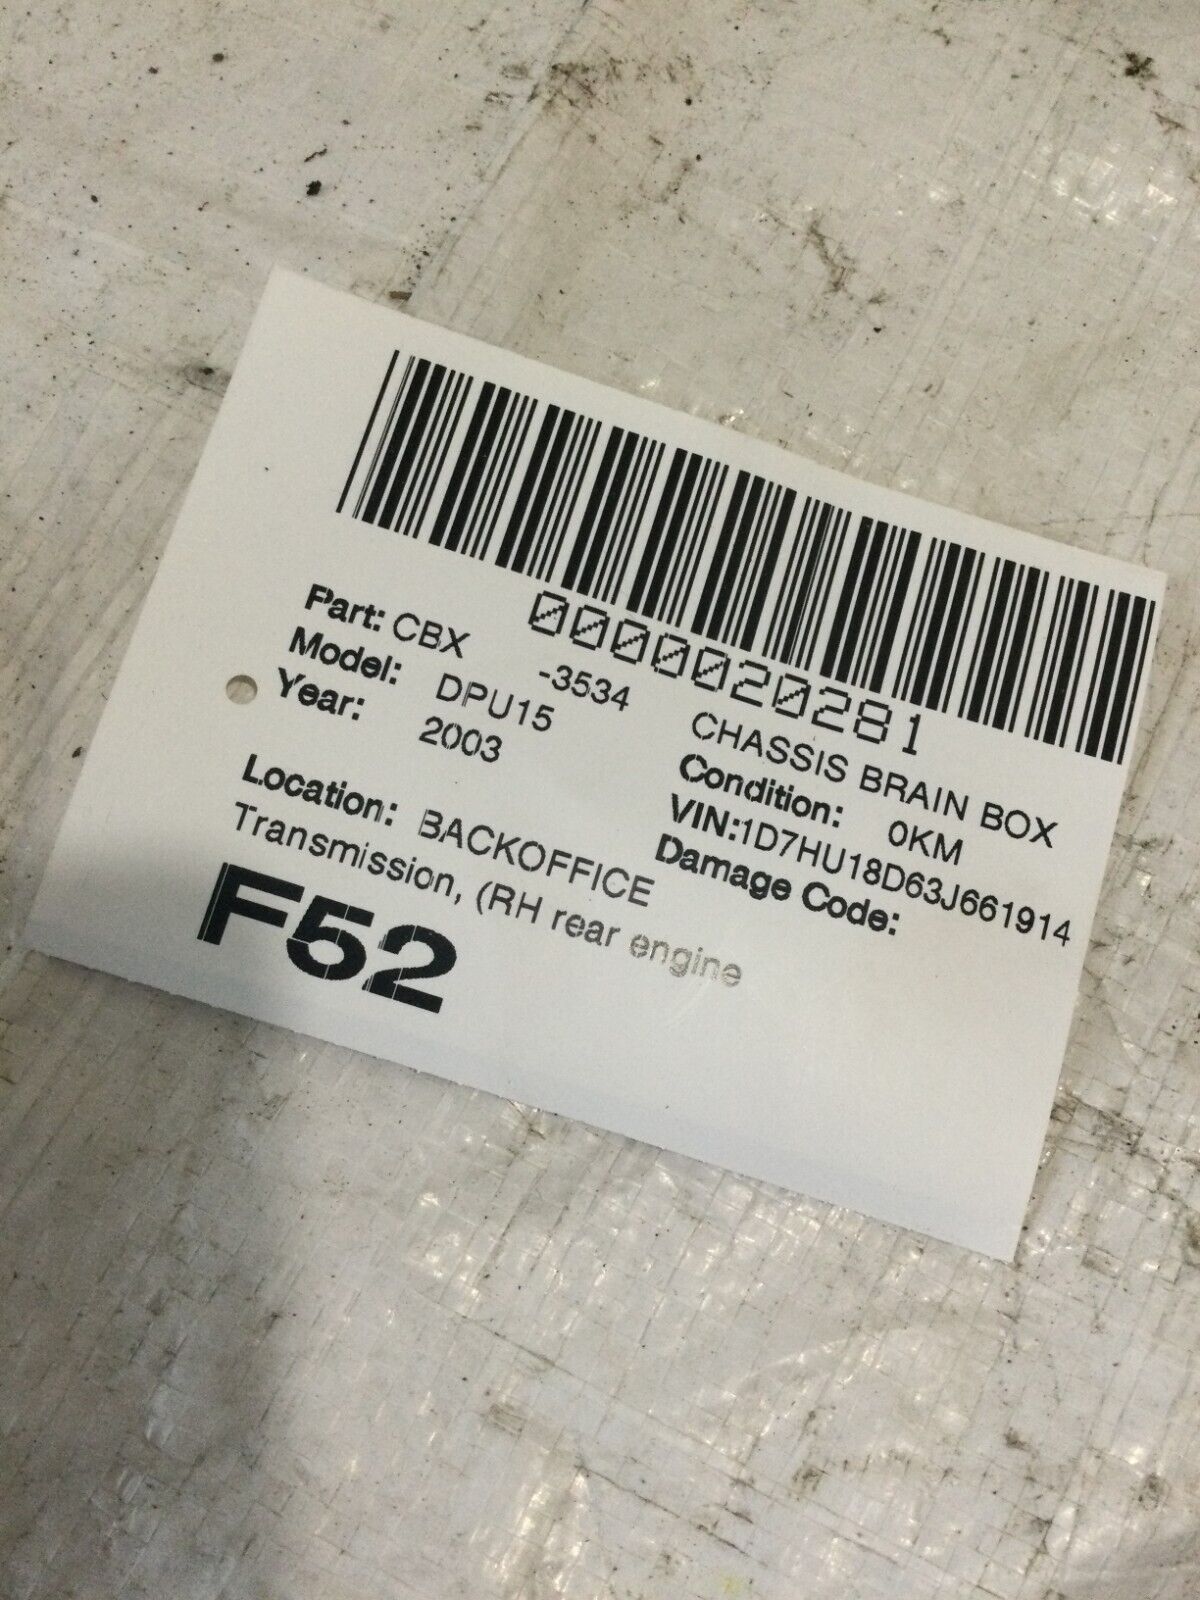 0000020281
Part: CBX -3534 CHASSIS BRAIN BOX
Model: DPU15 Condition: 0KM
Year: 2003 VIN:1D7HU18D63J661914
Damage Code:
Location: BACKOFFICE
Transmission, (RH rear engine
F52